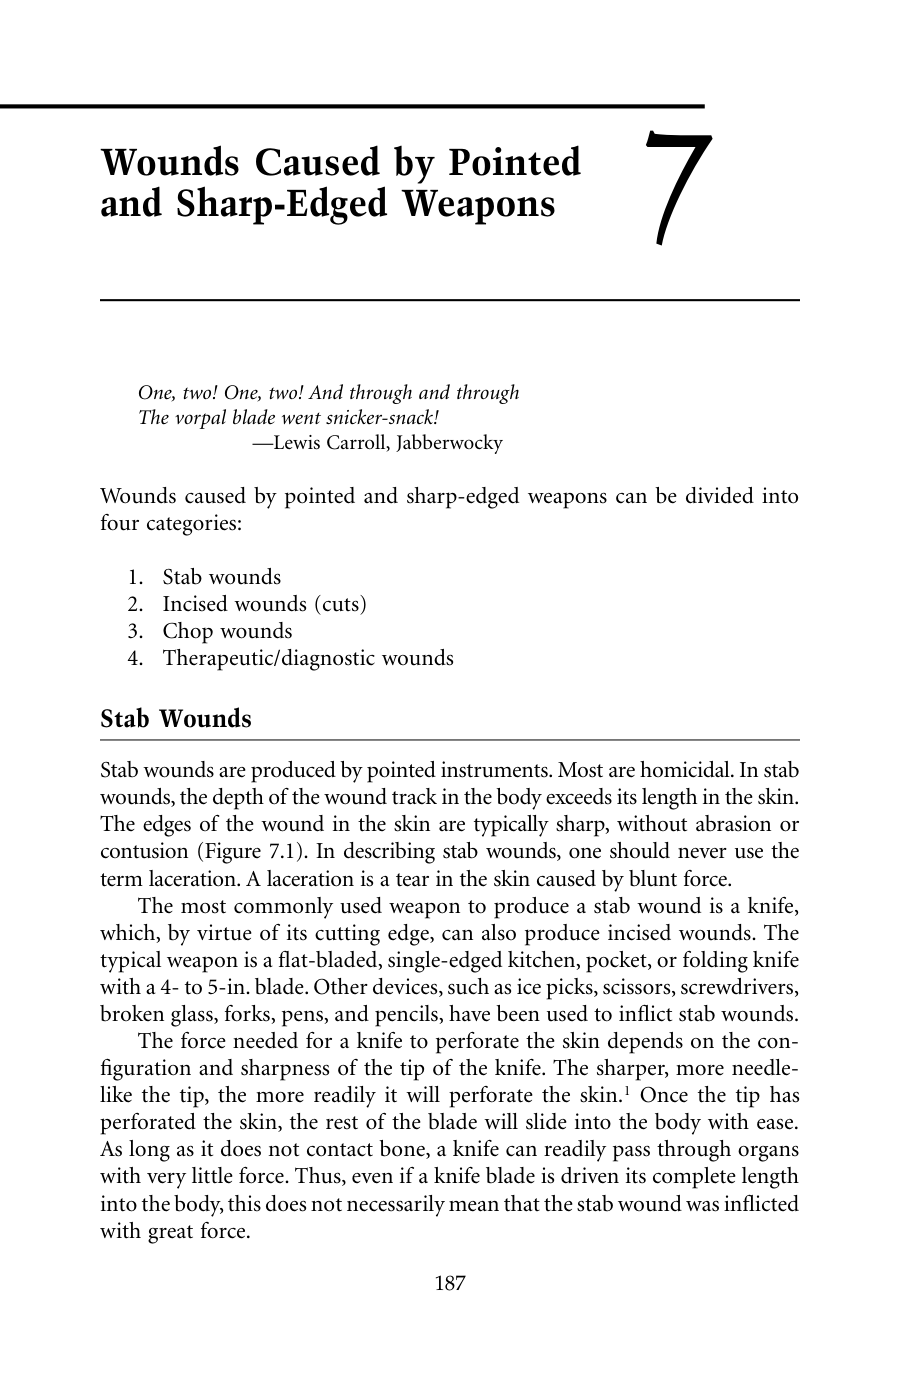 Wounds Caused by Pointed
and Sharp-Edged Weapons
7
One, two! One, two! And through and through
The vorpal blade went snicker-snack!
—Lewis Carroll, Jabberwocky
Wounds caused by pointed and sharp-edged weapons can be divided into
four categories:
1. Stab wounds
2. Incised wounds (cuts)
3. Chop wounds
4. Therapeutic/diagnostic wounds
Stab Wounds
Stab wounds are produced by pointed instruments. Most are homicidal. In stab
wounds, the depth of the wound track in the body exceeds its length in the skin.
The edges of the wound in the skin are typically sharp, without abrasion or
contusion (Figure 7.1). In describing stab wounds, one should never use the
term laceration. A laceration is a tear in the skin caused by blunt force.
The most commonly used weapon to produce a stab wound is a knife,
which, by virtue of its cutting edge, can also produce incised wounds. The
typical weapon is a flat-bladed, single-edged kitchen, pocket, or folding knife
with a 4- to 5-in. blade. Other devices, such as ice picks, scissors, screwdrivers,
broken glass, forks, pens, and pencils, have been used to inflict stab wounds.
The force needed for a knife to perforate the skin depends on the con-
figuration and sharpness of the tip of the knife. The sharper, more needle-
like the tip, the more readily it will perforate the skin.¹ Once the tip has
perforated the skin, the rest of the blade will slide into the body with ease.
As long as it does not contact bone, a knife can readily pass through organs
with very little force. Thus, even if a knife blade is driven its complete length
into the body, this does not necessarily mean that the stab wound was inflicted
with great force.
187